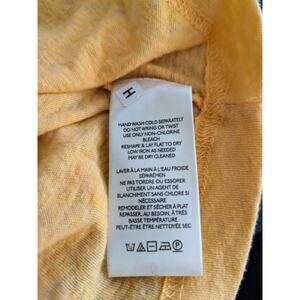 H
HAND WASH COLD SEPARATELY
DO NOT WRING OR TWIST
USE ONLY NON-CHLORINE
BLEACH
RESHAPE & LAY FLAT TO DRY
LOW IRON AS NEEDED
MAY BE DRY CLEANED
LAVER À LA MAIN À L'EAU FROIDE
SÉPARÉMEN
NE PAS TORDRE OU ESSORER
UTILISER UN AGENT DE
BLANCHIMENT SANS CHLORE SI
NÉCESSAIRE
REMODELER ET SÉCHER À PLAT
REPASSER, AU BESOIN, À TRÈS
BASSE TEMPÉRATURE
PEUT ÊTRE NETTOYÉE SEC